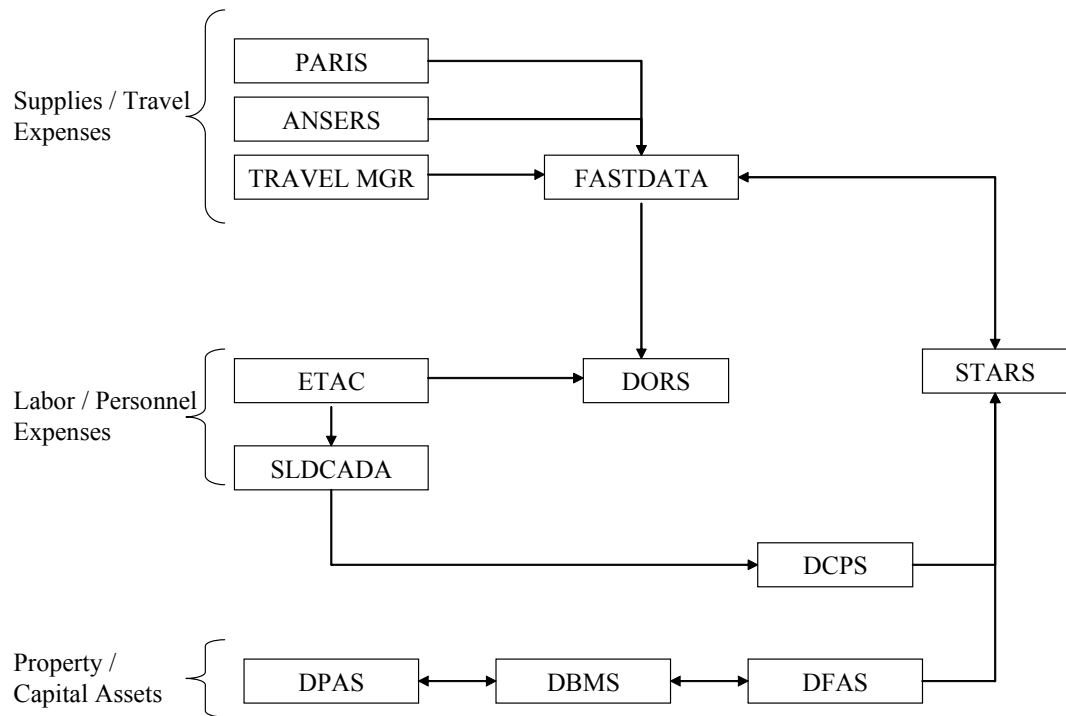 PARIS
Supplies / Travel
Expenses
ANSERS
TRAVEL MGR
FASTDATA
ETAC
DORS
STARS
Labor / Personnel
Expenses
SLDCADA
DCPS
Property /
Capital Assets
DPAS
DBMS
DFAS